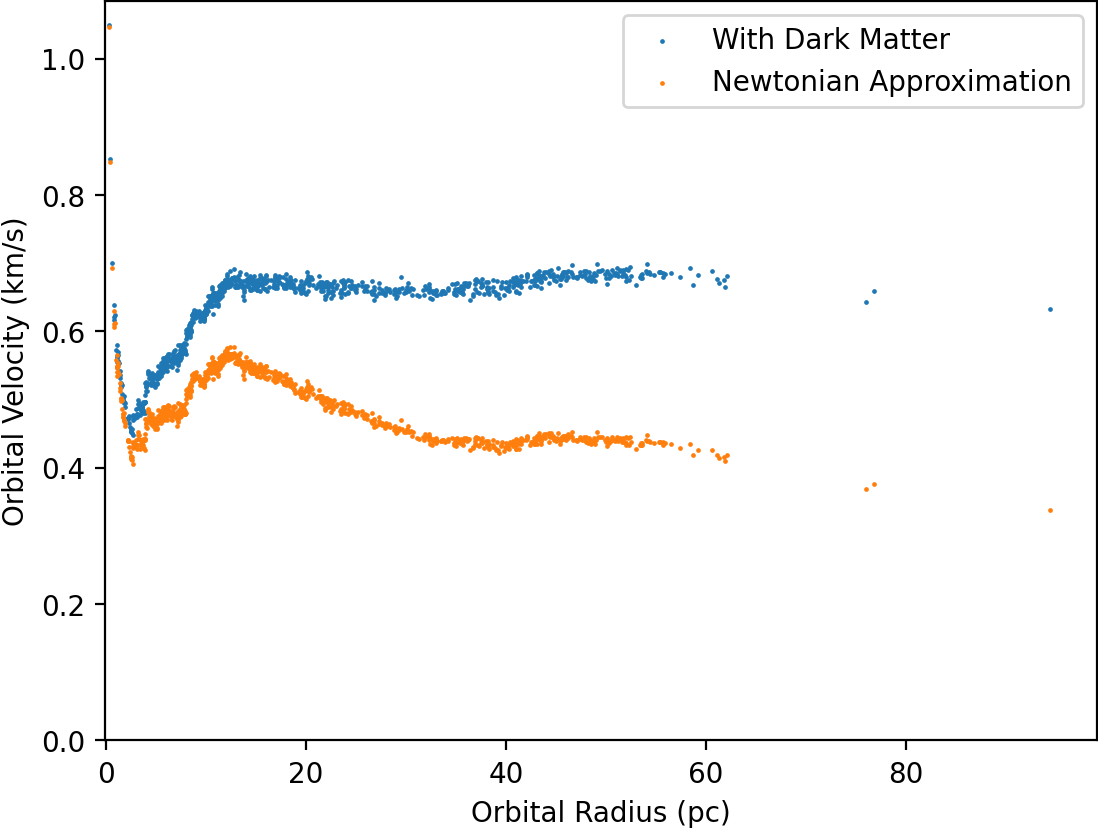 With Dark Matter
Newtonian Approximation
Orbital Velocity (km/s)
1.0
0.8
0.6
0.4
0.2
0.0
0 20 40 60 80
Orbital Radius (pc)